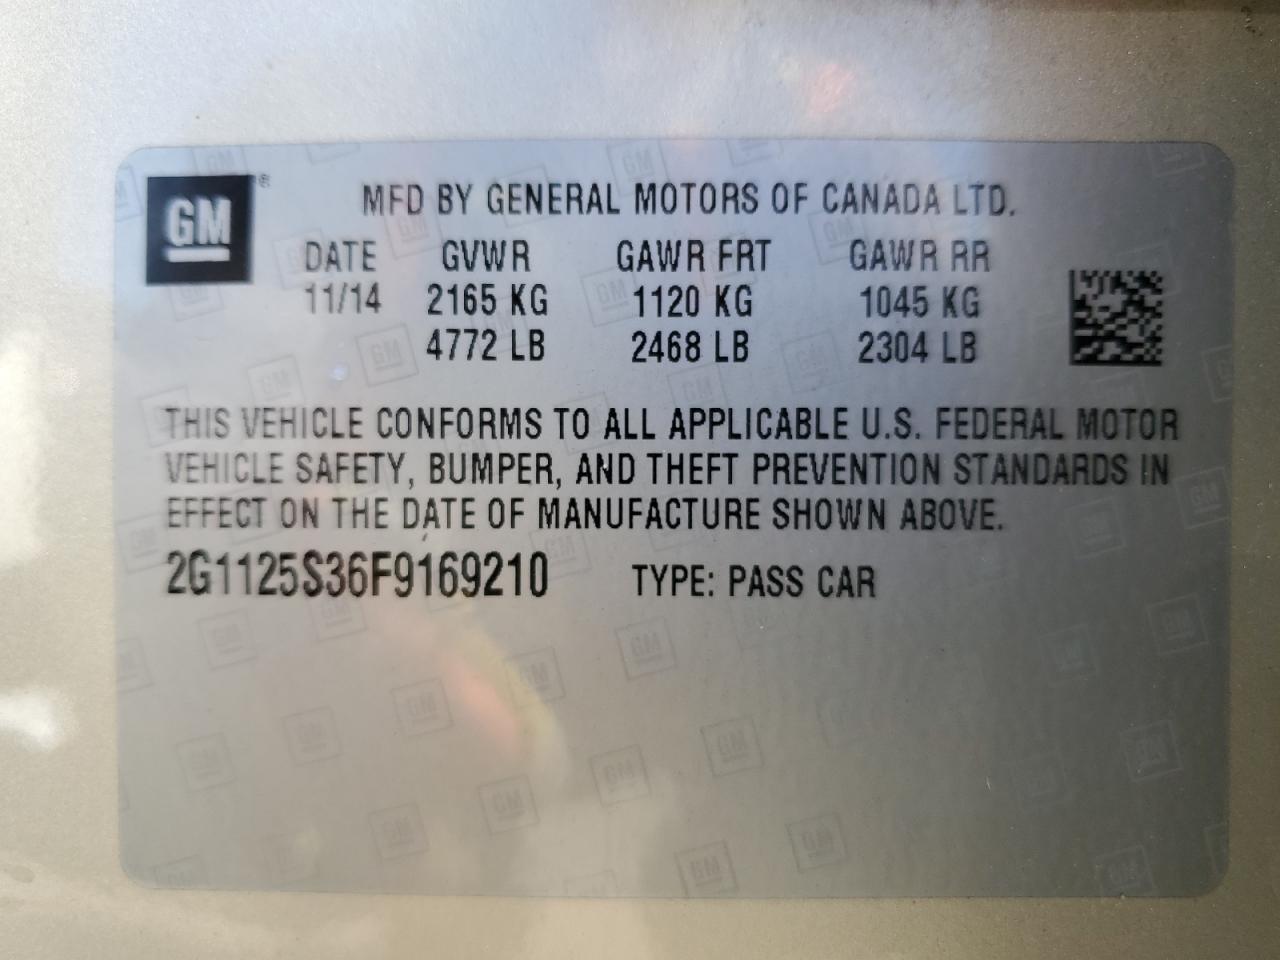 GM®
MFD BY GENERAL MOTORS OF CANADA LTD.
DATE GVWR GAWR FRT GAWR RR
11/14 2165 KG 1120 KG 1045 KG
4772 LB 2468 LB 2304 LB
THIS VEHICLE CONFORMS TO ALL APPLICABLE U.S. FEDERAL MOTOR
VEHICLE SAFETY, BUMPER, AND THEFT PREVENTION STANDARDS IN
EFFECT ON THE DATE OF MANUFACTURE SHOWN ABOVE.
2G1125S36F9169210 TYPE: PASS CAR